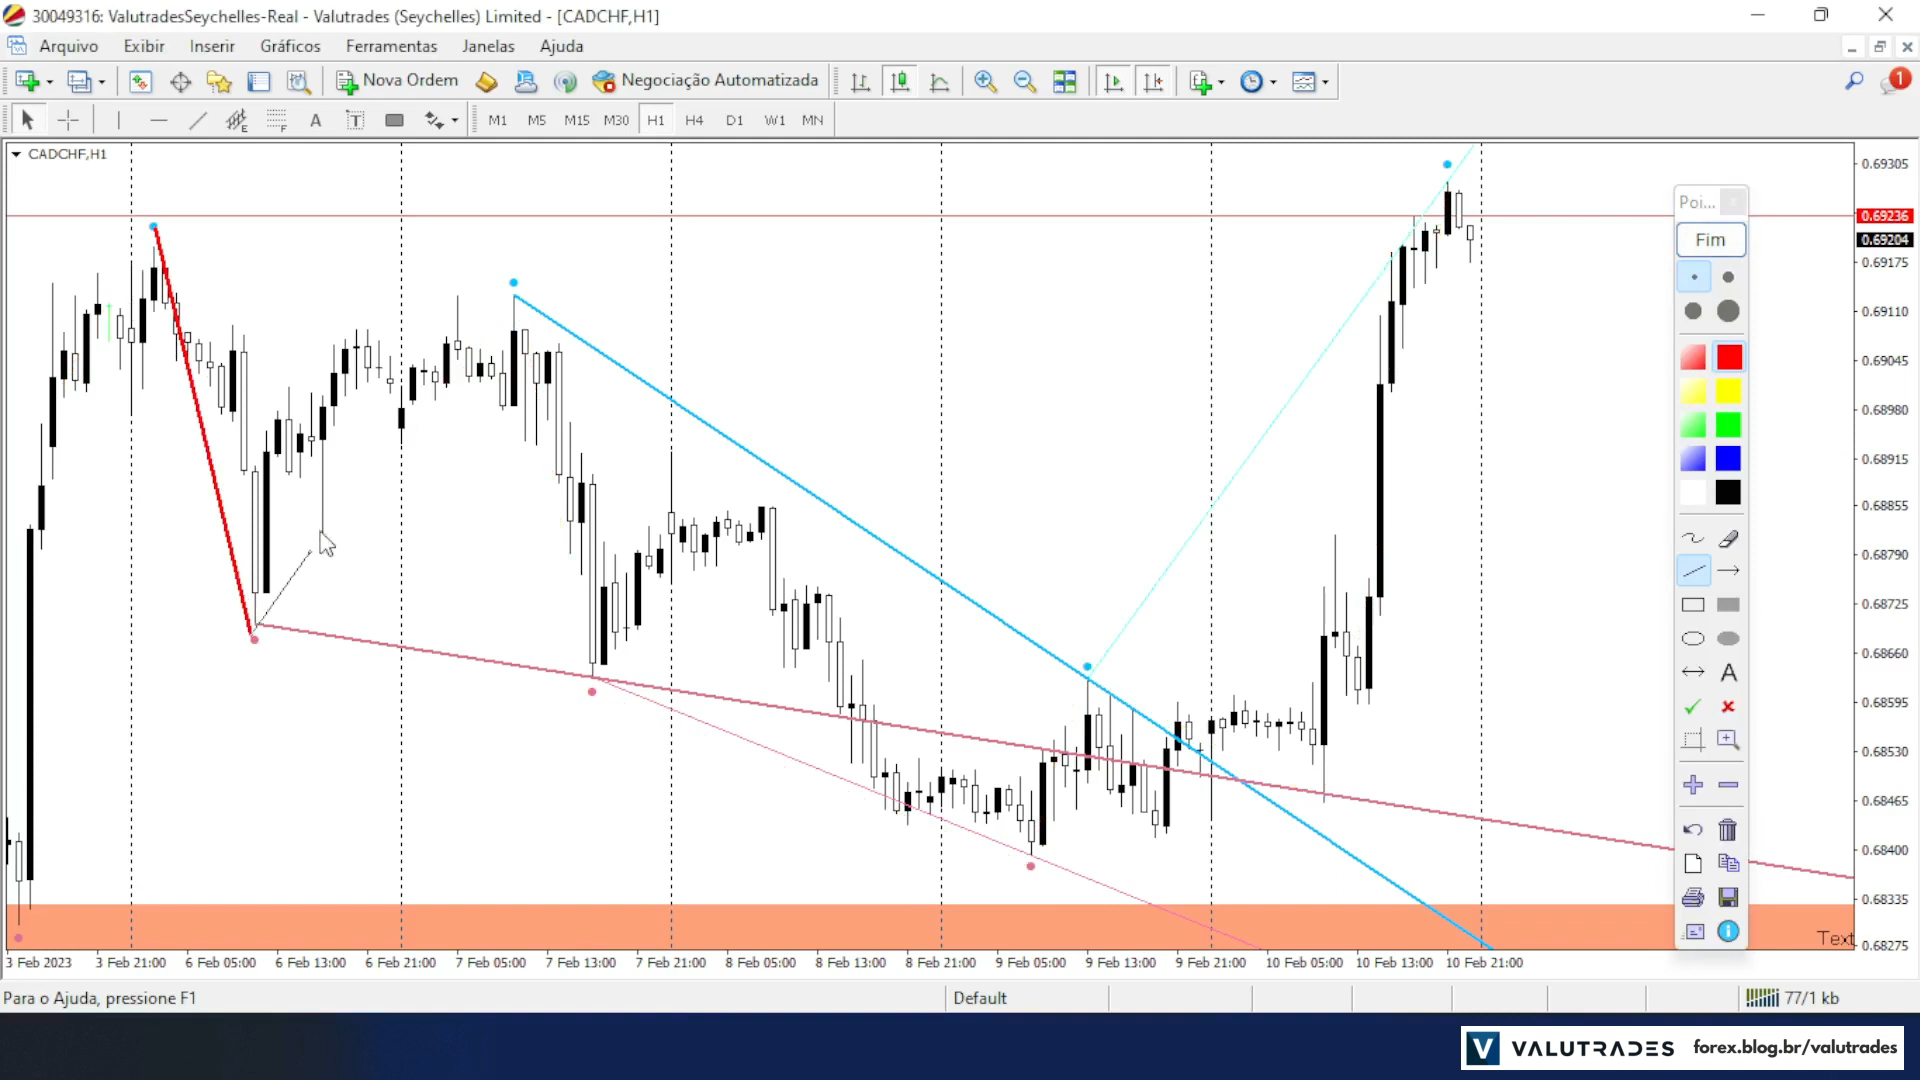 30049316: ValutradesSeychelles-Real - Valutrades (Seychelles) Limited - [CADCHF,H1]
Arquivo Exibir Inserir Gráficos Ferramentas Janelas Ajuda
Nova Ordem Negociação Automatizada 1
E F A T M1 M5 M15 M30 H1 H4 D1 W1 MN
CADCHF,H1
0.69305
0.69236
0.69204
0.69175
0.69110
0.69045
0.68980
0.68915
0.68855
0.68790
0.68725
0.68660
0.68595
0.68530
0.68465
0.68400
0.68335
0.68275
Poi...
Fim
A
Text
3 Feb 2023 3 Feb 21:00 6 Feb 05:00 6 Feb 13:00 6 Feb 21:00 7 Feb 05:00 7 Feb 13:00 7 Feb 21:00 8 Feb 05:00 8 Feb 13:00 8 Feb 21:00 9 Feb 05:00 9 Feb 13:00 9 Feb 21:00 10 Feb 05:00 10 Feb 13:00 10 Feb 21:00
Para o Ajuda, pressione F1 Default 77/1 kb
V VALUTRADES forex.blog.br/valutrades